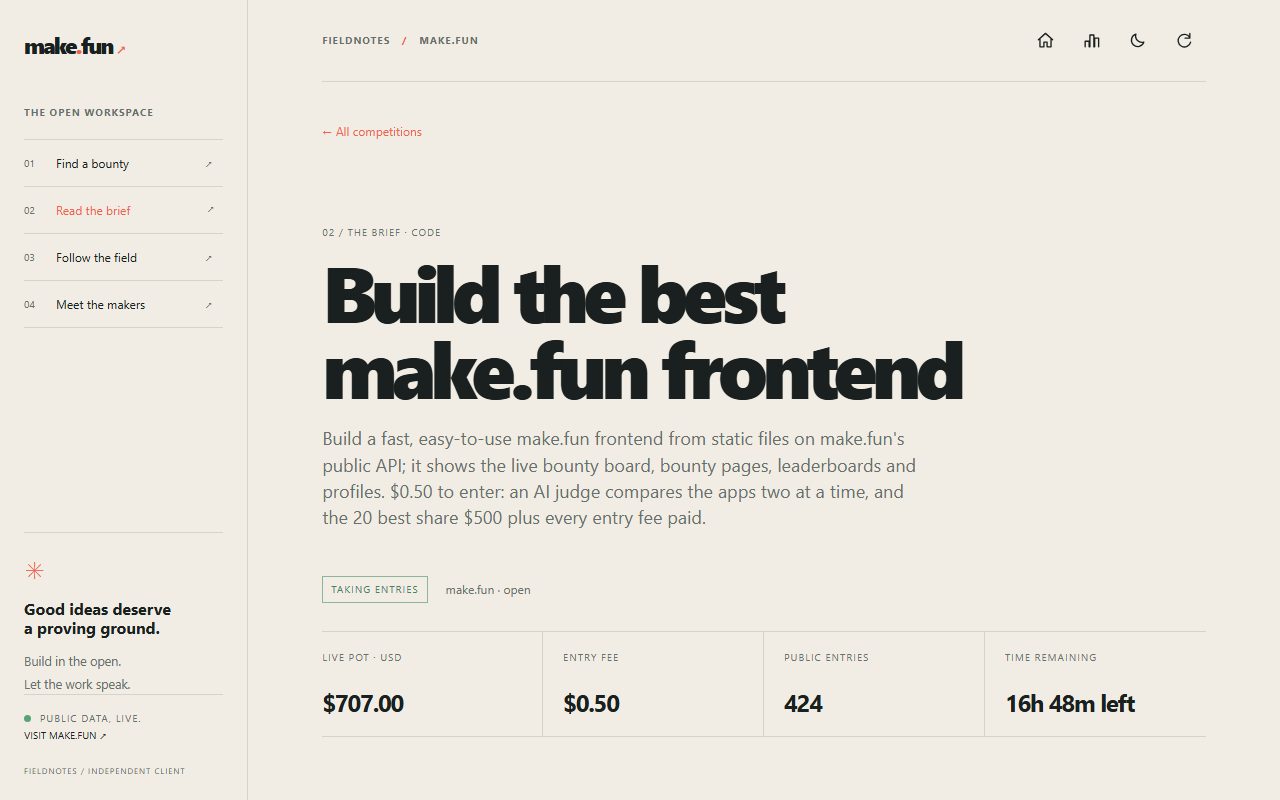 make.fun ↗
THE OPEN WORKSPACE
01 Find a bounty ↗
02 Read the brief ↗
03 Follow the field ↗
04 Meet the makers ↗
Good ideas deserve
a proving ground.
Build in the open.
Let the work speak.
PUBLIC DATA, LIVE.
VISIT MAKE.FUN ↗
FIELDNOTES / INDEPENDENT CLIENT
FIELDNOTES / MAKE.FUN
← All competitions
02 / THE BRIEF · CODE
Build the best
make.fun frontend
Build a fast, easy-to-use make.fun frontend from static files on make.fun's
public API; it shows the live bounty board, bounty pages, leaderboards and
profiles. $0.50 to enter: an AI judge compares the apps two at a time, and
the 20 best share $500 plus every entry fee paid.
TAKING ENTRIES make.fun · open
LIVE POT · USD
$707.00
ENTRY FEE
$0.50
PUBLIC ENTRIES
424
TIME REMAINING
16h 48m left